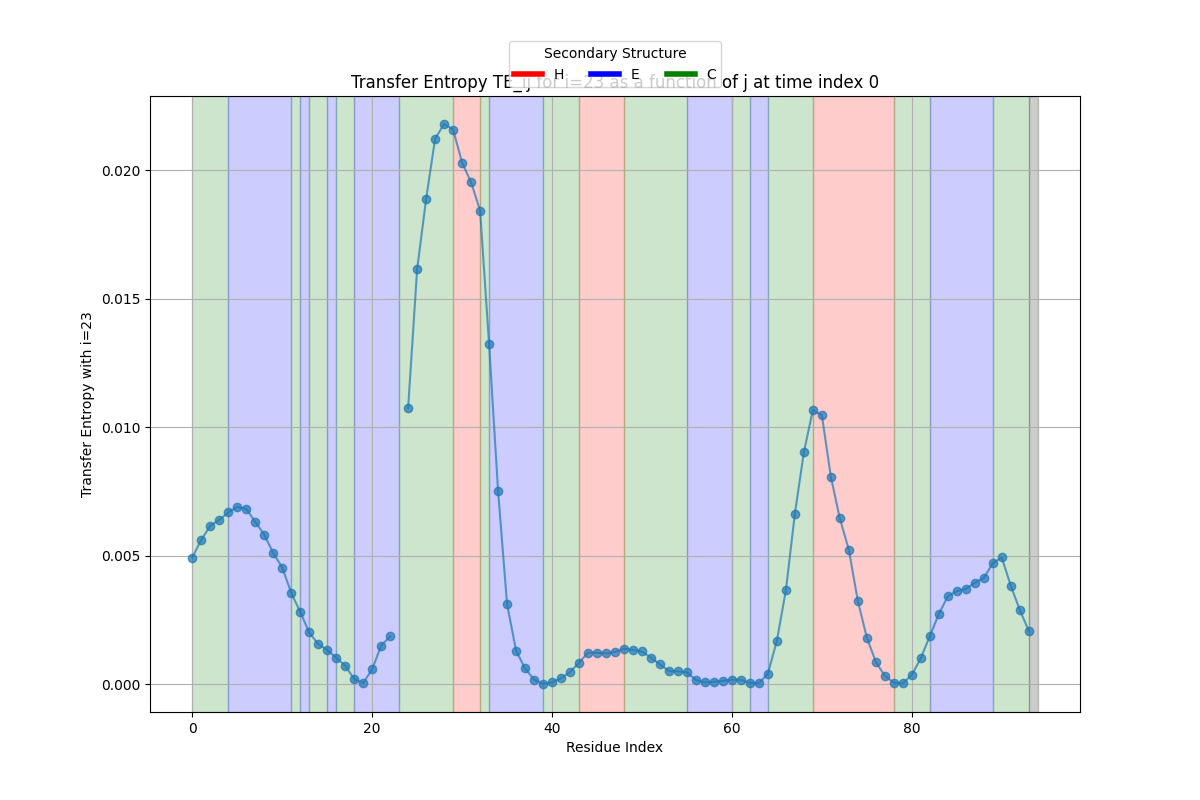 Secondary Structure
H E C
Transfer Entropy TE_ij for i=23 as a function of j at time index 0
Transfer Entropy with i=23
0.020
0.015
0.010
0.005
0.000
0 20 40 60 80
Residue Index